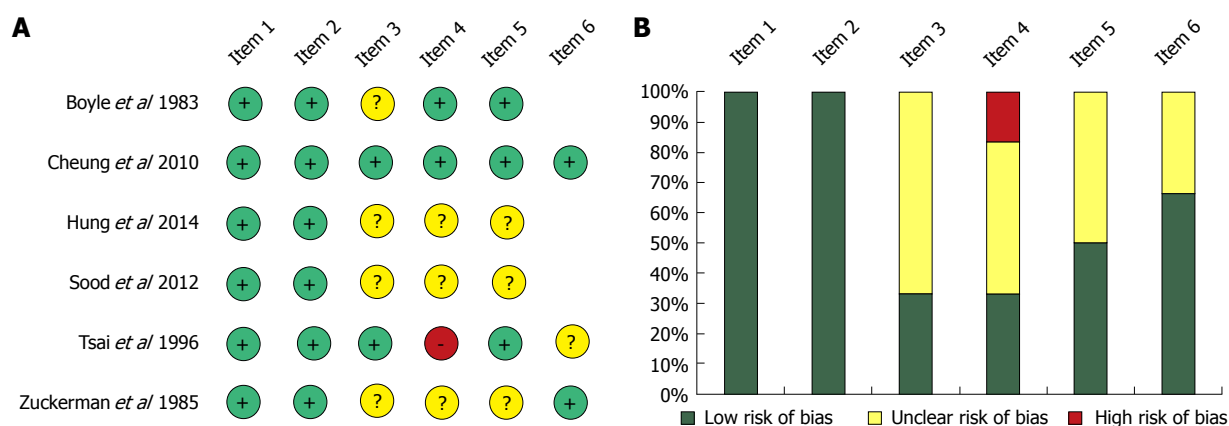 A
Item 1 Item 2 Item 3 Item 4 Item 5 Item 6
Boyle et al 1983 + + ? + +
Cheung et al 2010 + + + + + +
Hung et al 2014 + + ? ? ?
Sood et al 2012 + + ? ? ?
Tsai et al 1996 + + + - + ?
Zuckerman et al 1985 + + ? ? ? +
B
Item 1 Item 2 Item 3 Item 4 Item 5 Item 6
100%
90%
80%
70%
60%
50%
40%
30%
20%
10%
0%
Low risk of bias Unclear risk of bias High risk of bias